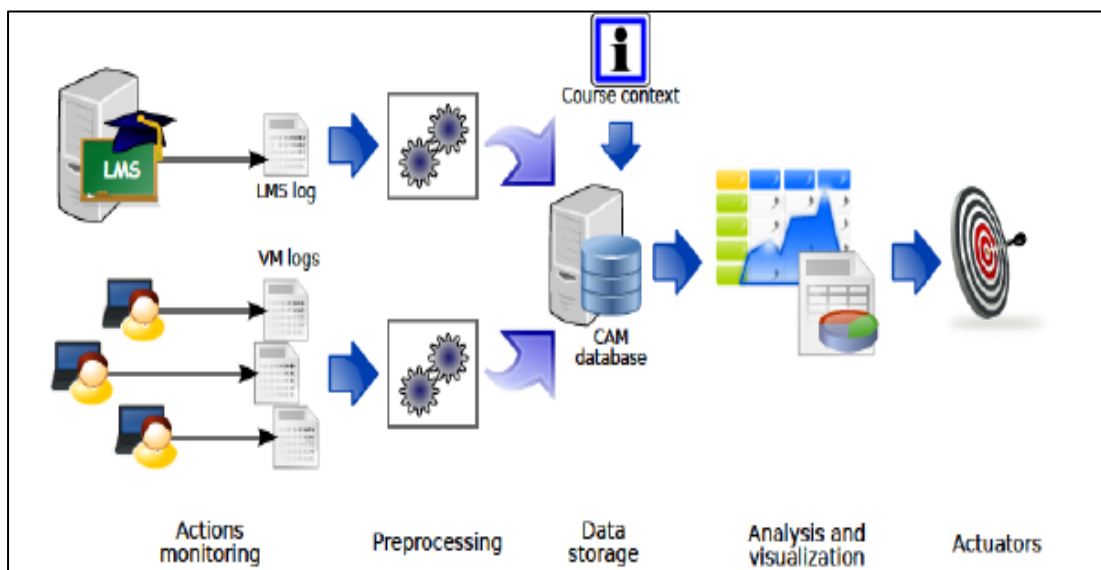 Course context
LMS
LMS log
VM logs
CAM
database
Actions
monitoring
Preprocessing
Data
storage
Analysis and
visualization
Actuators